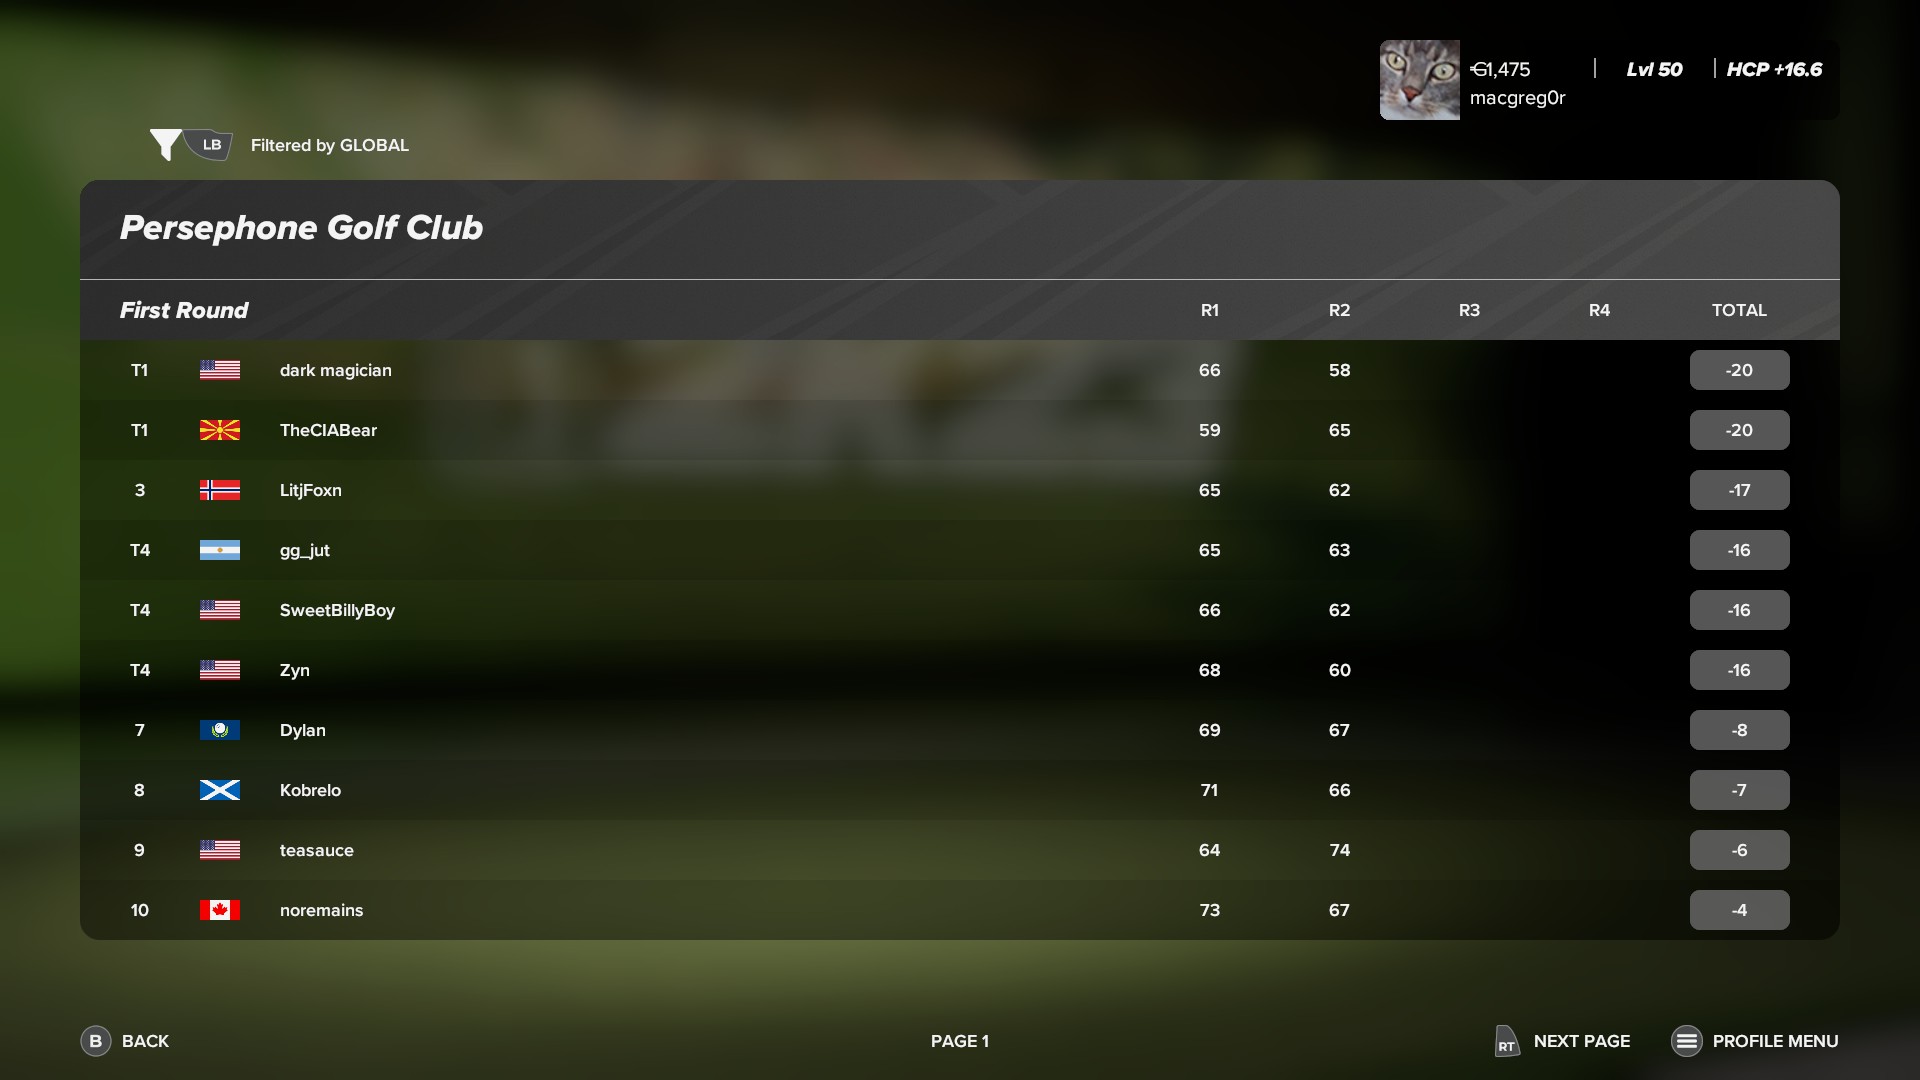 G1,475 | Lvl 50 | HCP +16.6
macgreg0r
LB Filtered by GLOBAL
Persephone Golf Club
First Round R1 R2 R3 R4 TOTAL
T1 dark magician 66 58 -20
T1 TheCIABear 59 65 -20
3 LitjFoxn 65 62 -17
T4 gg_jut 65 63 -16
T4 SweetBillyBoy 66 62 -16
T4 Zyn 68 60 -16
7 Dylan 69 67 -8
8 Kobrelo 71 66 -7
9 teasauce 64 74 -6
10 noremains 73 67 -4
B BACK PAGE 1 RT NEXT PAGE PROFILE MENU